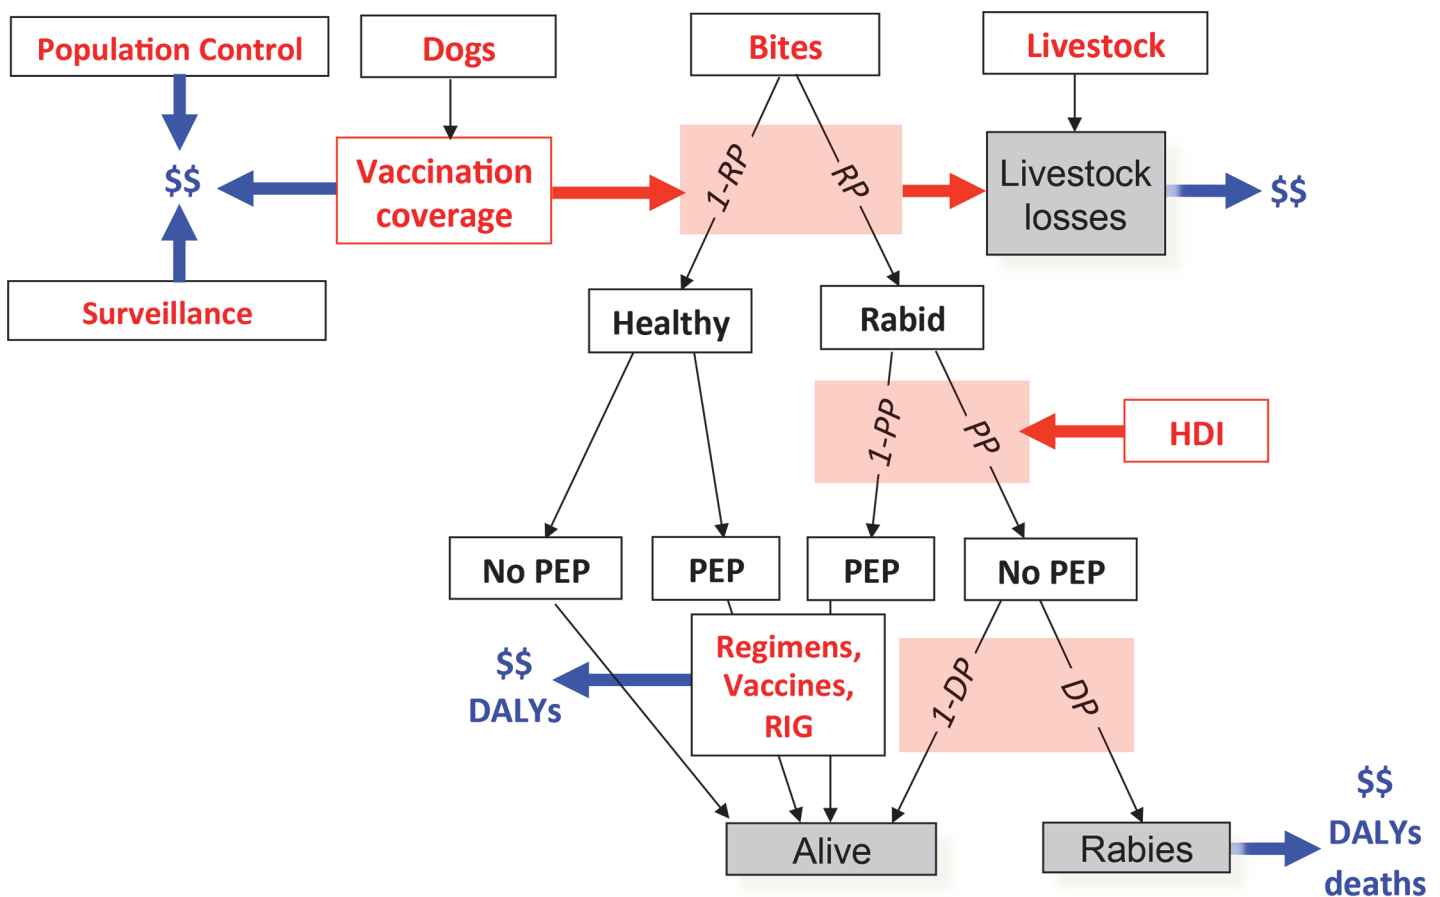 Population Control
Dogs
Bites
Livestock
$$
Vaccination
coverage
1-RP
RP
Livestock
losses
$$
Surveillance
Healthy
Rabid
1-PP
PP
HDI
No PEP
PEP
PEP
No PEP
$$
DALYs
Regimens,
Vaccines,
RIG
1-DP
DP
Alive
Rabies
$$
DALYs
deaths